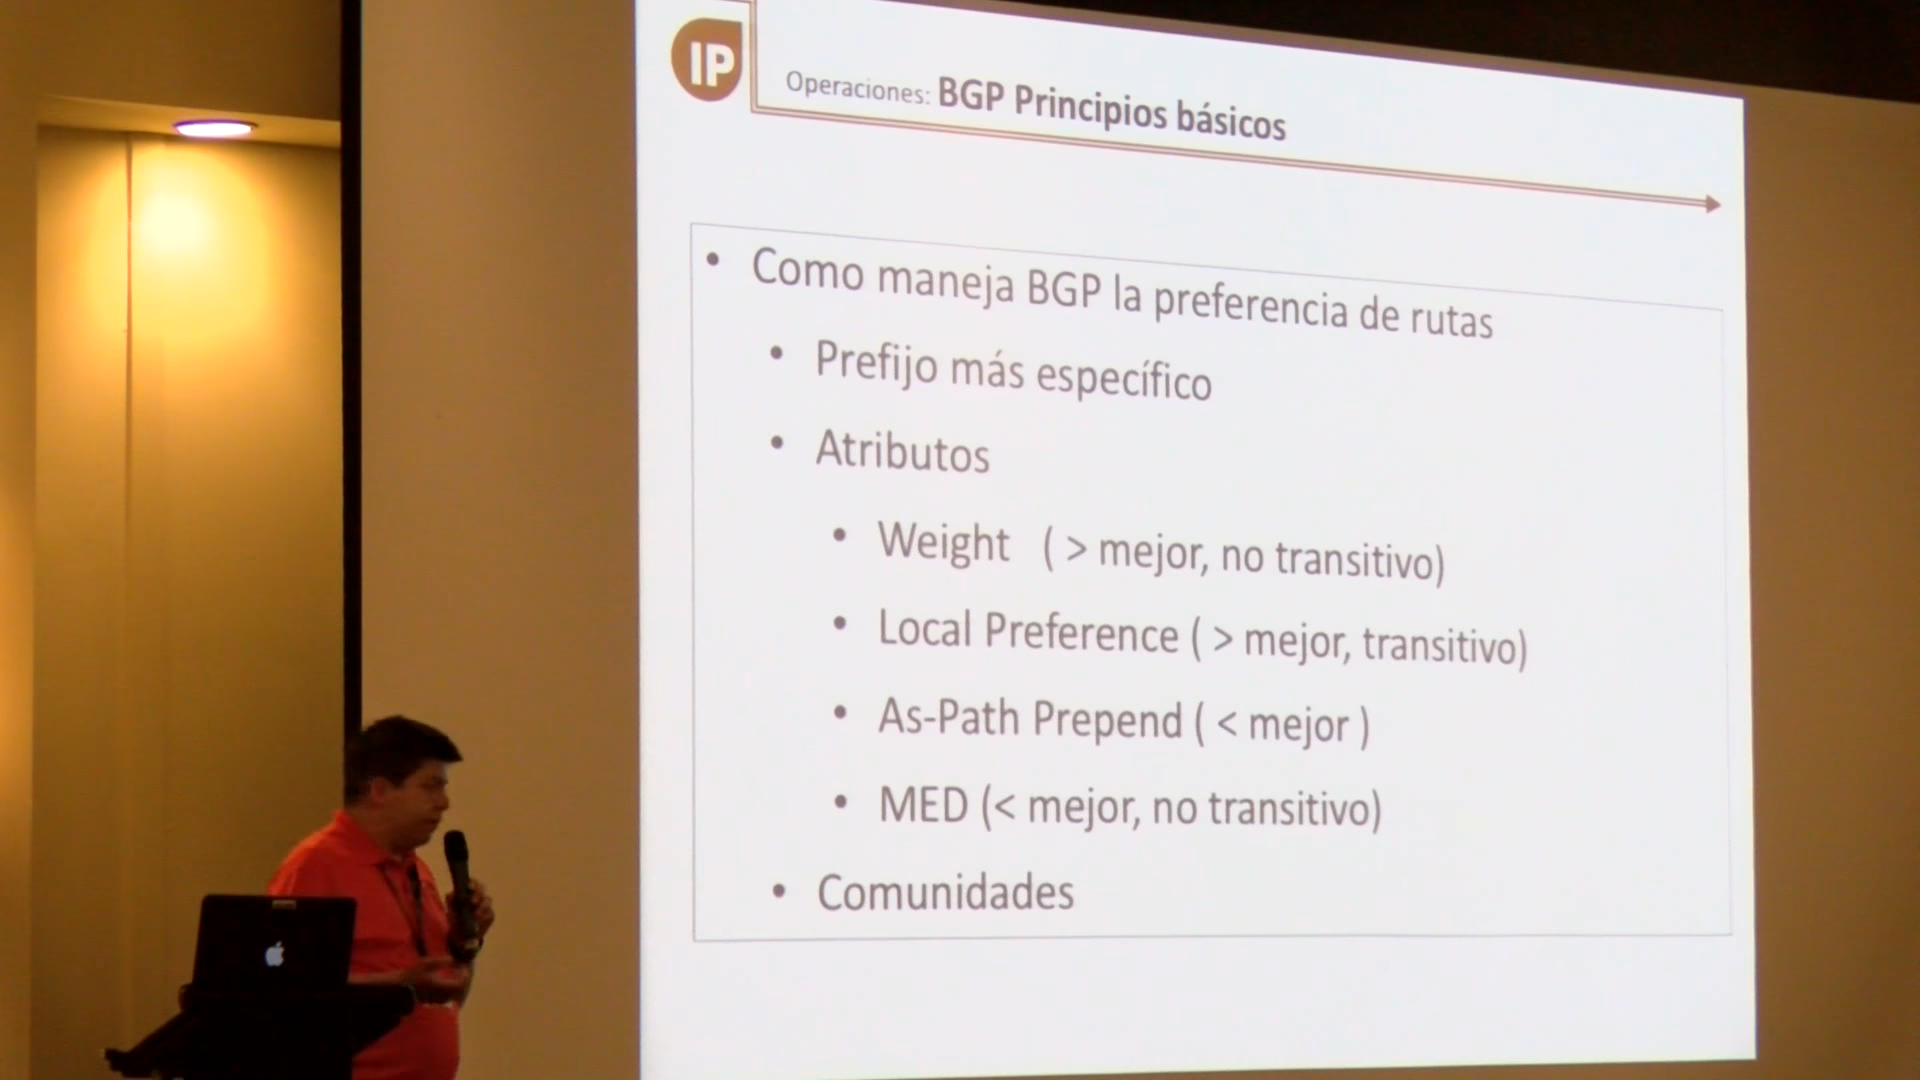 IP
Operaciones: BGP Principios básicos
• Como maneja BGP la preferencia de rutas
• Prefijo más específico
• Atributos
• Weight ( > mejor, no transitivo)
• Local Preference ( > mejor, transitivo)
• As-Path Prepend ( < mejor )
• MED (< mejor, no transitivo)
• Comunidades